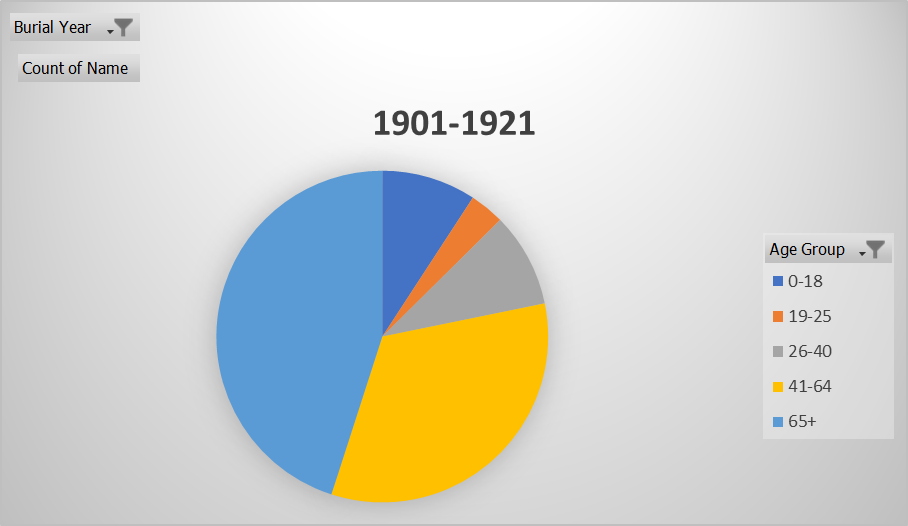 Burial Year
Count of Name
1901-1921
Age Group
0-18
19-25
26-40
41-64
65+